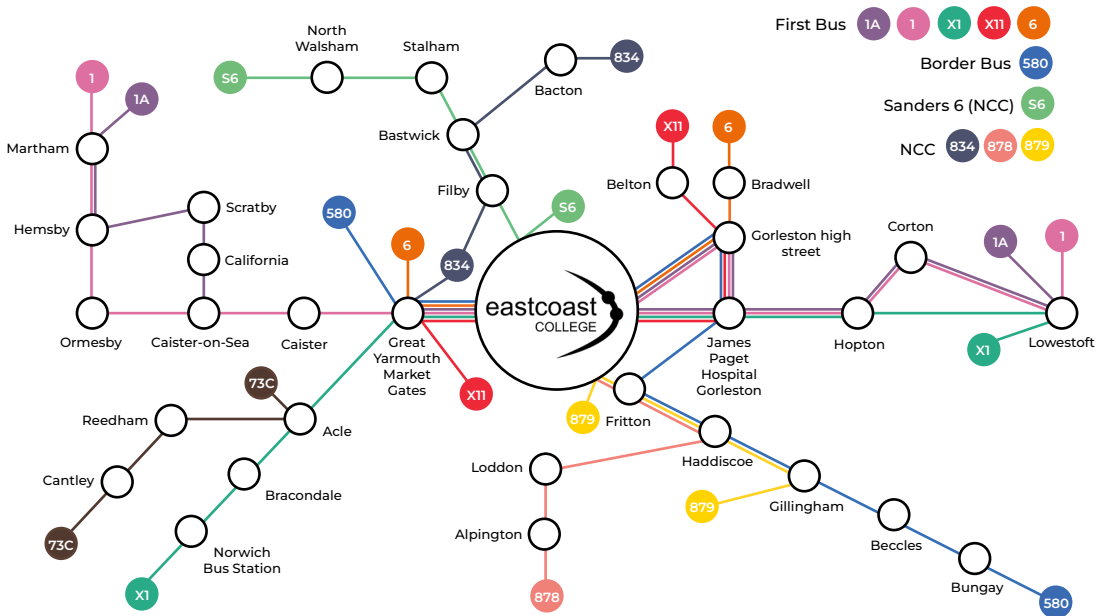 First Bus 1A 1 X1 X11 6
Border Bus 580
Sanders 6 (NCC) S6
NCC 834 878 879
North
Walsham
Stalham
S6
834
Bacton
1
1A
Martham
Bastwick
X11
6
Belton
Bradwell
Filby
Scratby
580
S6
Hemsby
6
Gorleston high
street
Corton
1A
1
California
834
eastcoast
COLLEGE
Ormesby
Caister-on-Sea
Caister
Great
Yarmouth
Market
Gates
James
Paget
Hospital
Gorleston
Hopton
Lowestoft
X1
73C
X11
879
Fritton
Reedham
Acle
Haddiscoe
Loddon
Cantley
Bracondale
879
Gillingham
73C
Norwich
Bus Station
Alpington
Beccles
Bungay
X1
878
580